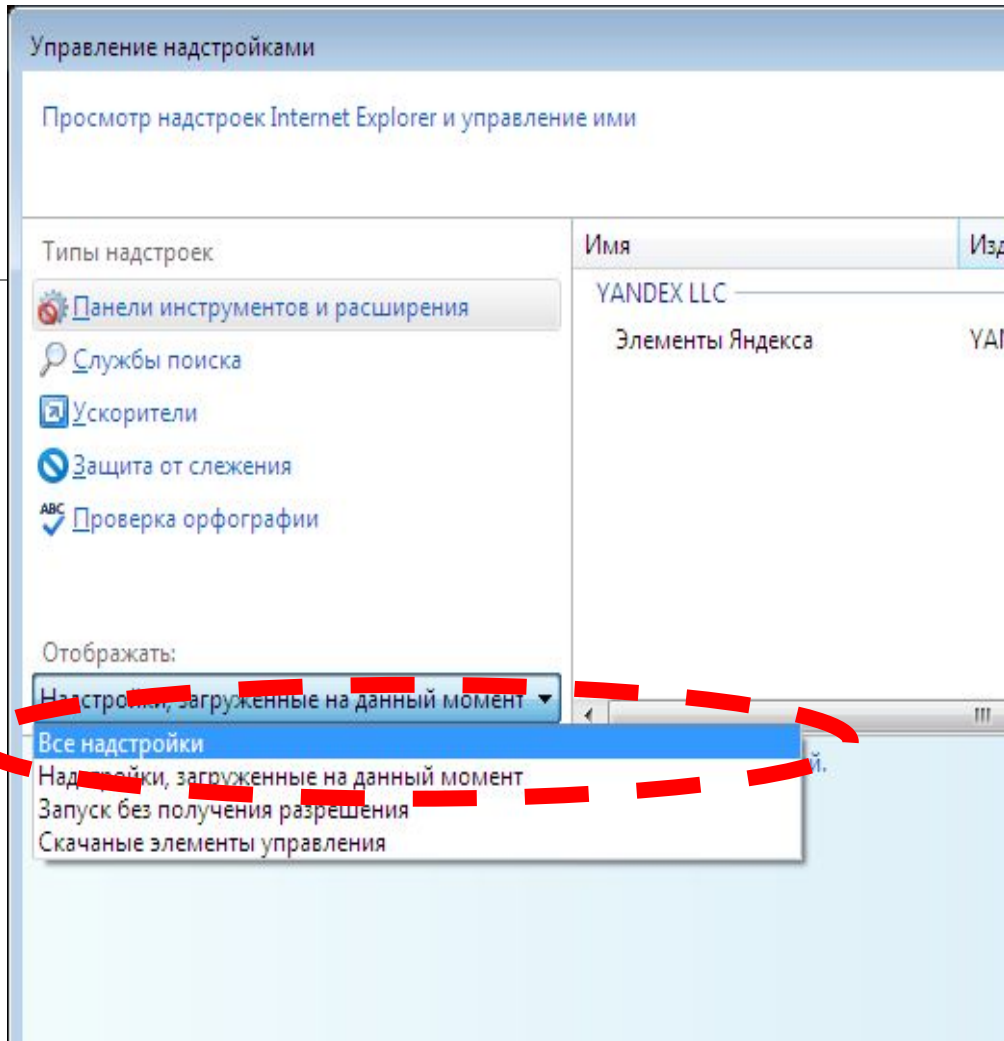 Управление надстройками
Просмотр надстроек Internet Explorer и управление ими
Типы надстроек
Панели инструментов и расширения
Службы поиска
Ускорители
Защита от слежения
ABC Проверка орфографии
Отображать:
Надстройки, загруженные на данный момент
Все надстройки
Надстройки, загруженные на данный момент
Запуск без получения разрешения
Скачаные элементы управления
Имя
YANDEX LLC
Элементы Яндекса